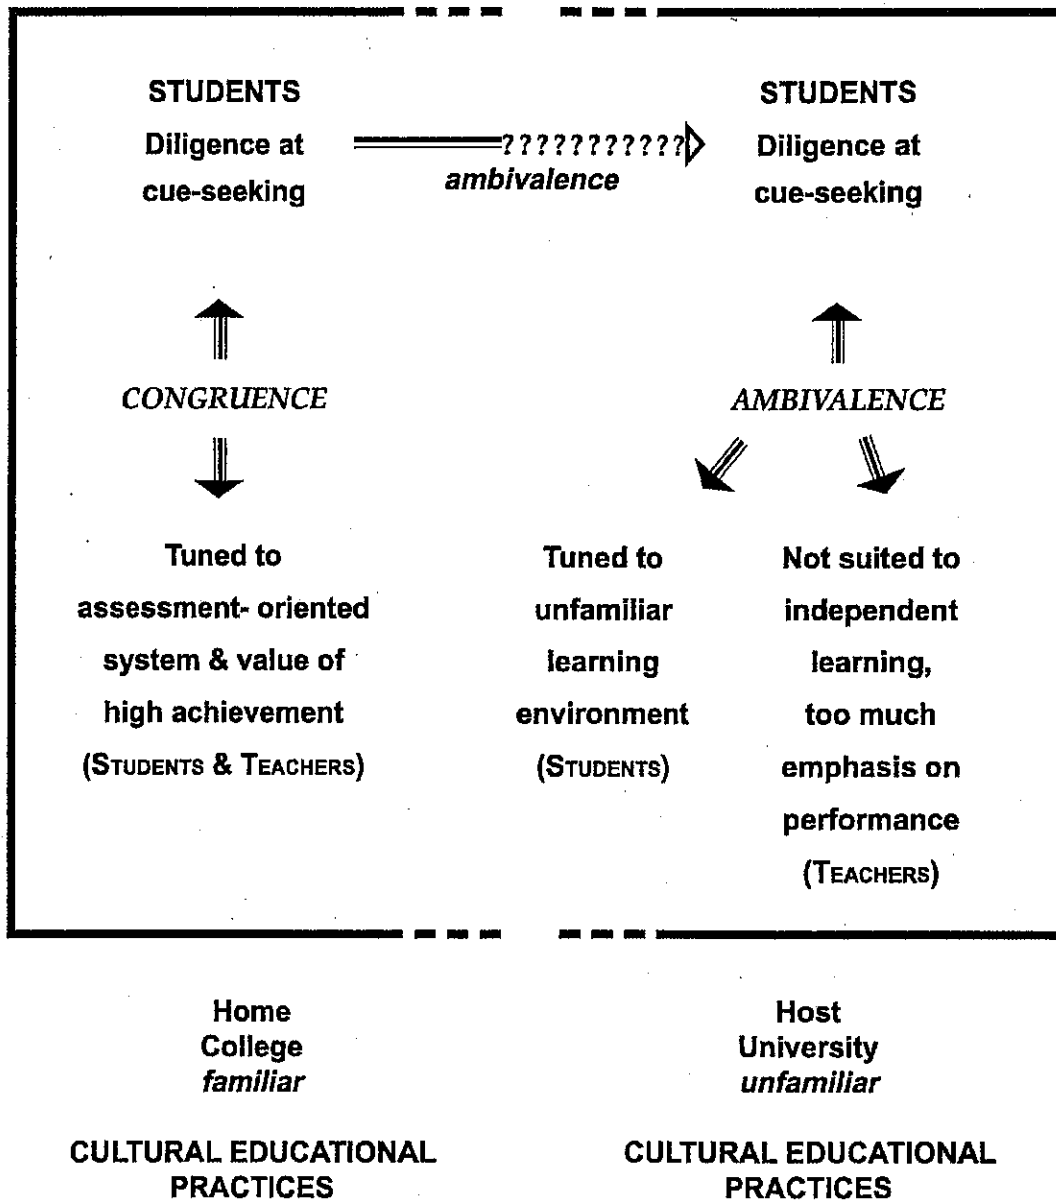 STUDENTS
Diligence at
cue-seeking
???????????
ambivalence
STUDENTS
Diligence at
cue-seeking
CONGRUENCE
Tuned to
assessment- oriented
system & value of
high achievement
(STUDENTS & TEACHERS)
AMBIVALENCE
Tuned to
unfamiliar
learning
environment
(STUDENTS)
Not suited to
independent
learning,
too much
emphasis on
performance
(TEACHERS)
Home
College
familiar
CULTURAL EDUCATIONAL
PRACTICES
Host
University
unfamiliar
CULTURAL EDUCATIONAL
PRACTICES